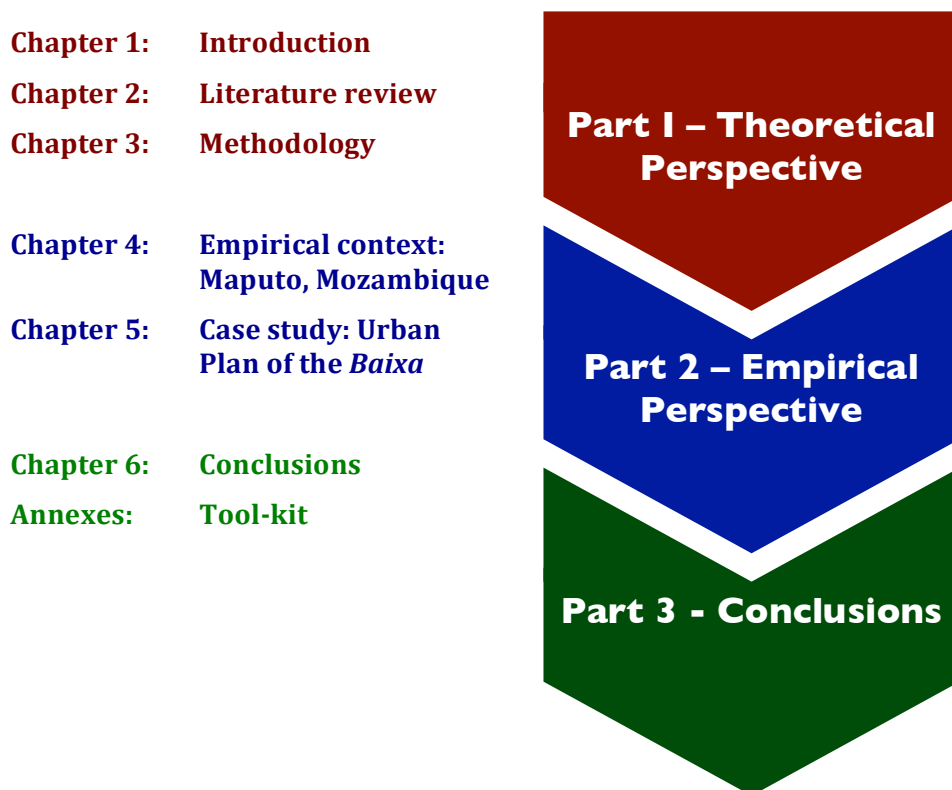 Chapter 1: Introduction
Chapter 2: Literature review
Chapter 3: Methodology
Part I – Theoretical
Perspective
Chapter 4: Empirical context:
Maputo, Mozambique
Chapter 5: Case study: Urban
Plan of the Baixa
Part 2 – Empirical
Perspective
Chapter 6: Conclusions
Annexes: Tool-kit
Part 3 - Conclusions